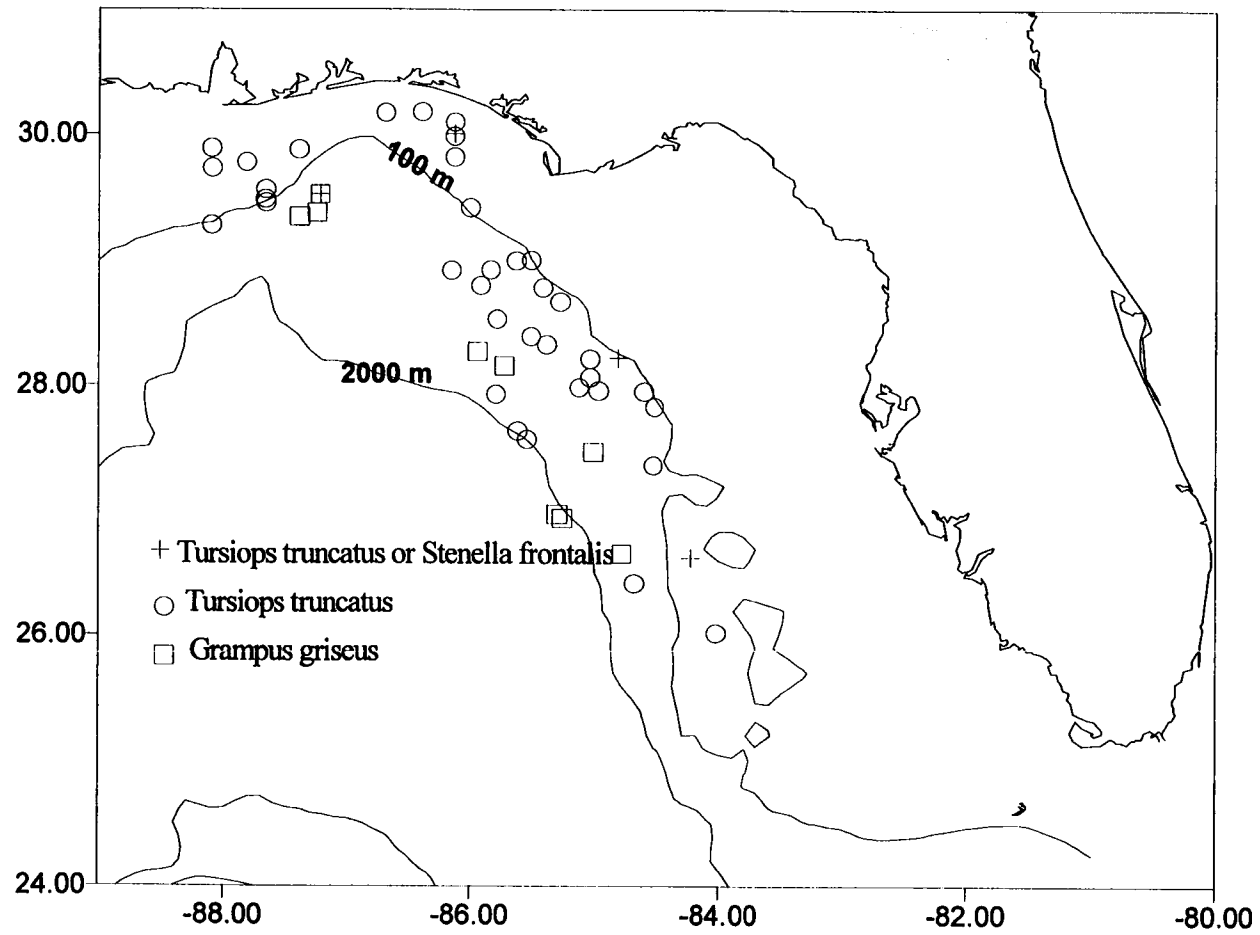 30.00
100 m
28.00
2000 m
+ Tursiops truncatus or Stenella frontalis
○ Tursiops truncatus
26.00
□ Grampus griseus
24.00
-88.00 -86.00 -84.00 -82.00 -80.00